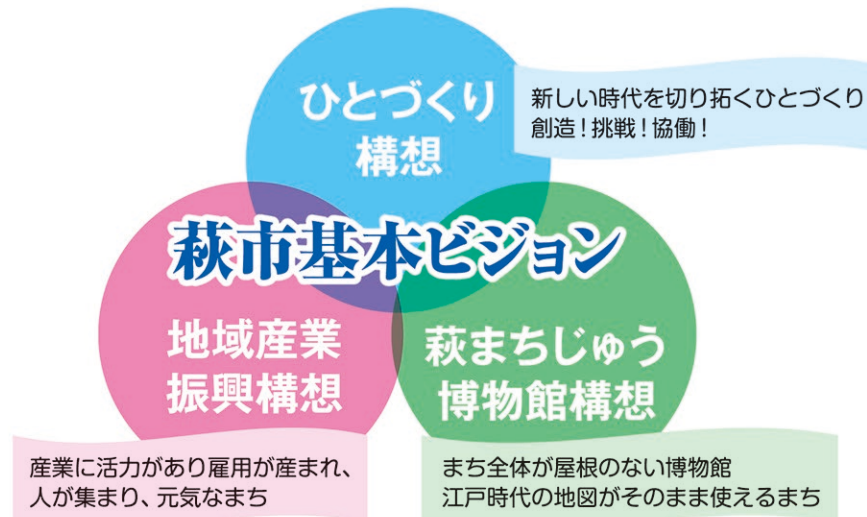 ひとづくり
構想
新しい時代を切り拓くひとづくり
創造!挑戦!協働!
萩市基本ビジョン
地域産業
振興構想
萩まちじゅう
博物館構想
産業に活力があり雇用が産まれ、
人が集まり、元気なまち
まち全体が屋根のない博物館
江戸時代の地図がそのまま使えるまち